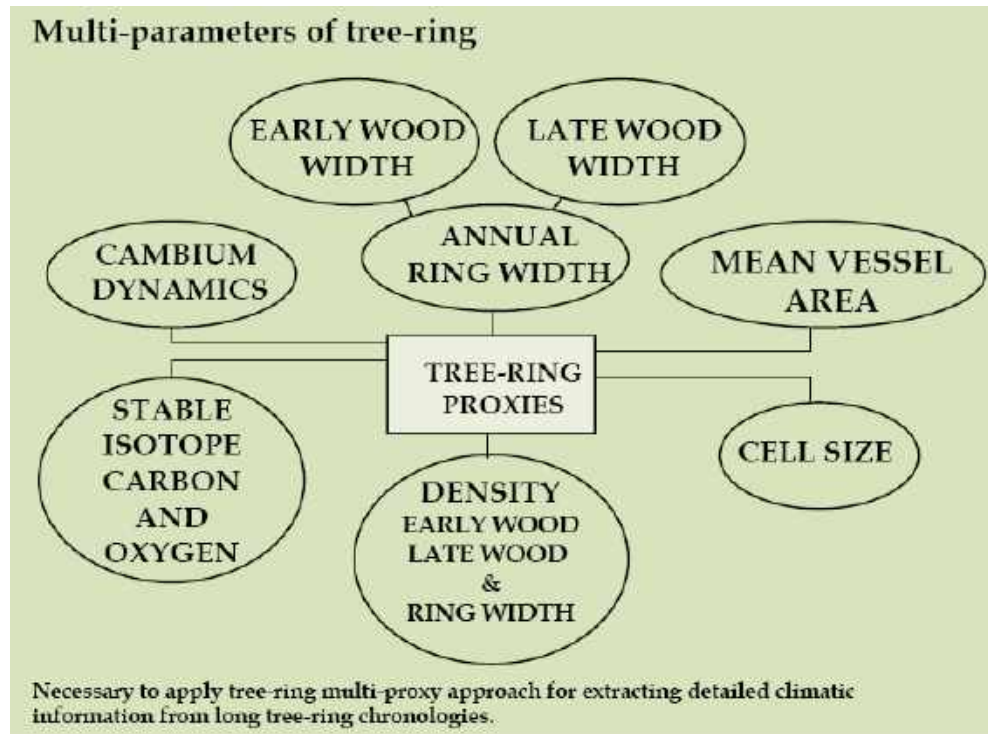 Multi-parameters of tree-ring
EARLY WOOD
WIDTH
LATE WOOD
WIDTH
ANNUAL
RING WIDTH
CAMBIUM
DYNAMICS
MEAN VESSEL
AREA
TREE-RING
PROXIES
STABLE
ISOTOPE
CARBON
AND
OXYGEN
CELL SIZE
DENSITY
EARLY WOOD
LATE WOOD
&
RING WIDTH
Necessary to apply tree-ring multi-proxy approach for extracting detailed climatic
information from long tree-ring chronologies.